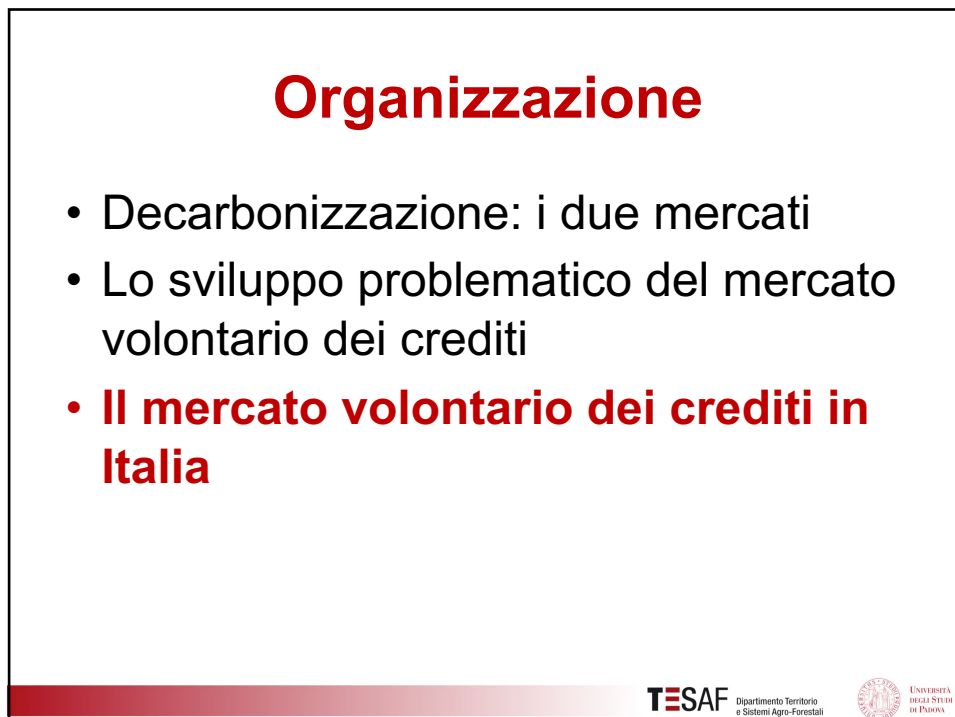 Organizzazione
• Decarbonizzazione: i due mercati
• Lo sviluppo problematico del mercato
volontario dei crediti
• Il mercato volontario dei crediti in
Italia
TESAF Dipartimento Territorio
e Sistemi Agro-Forestali
UNIVERSITÀ
DEGLI STUDI
DI PADOVA